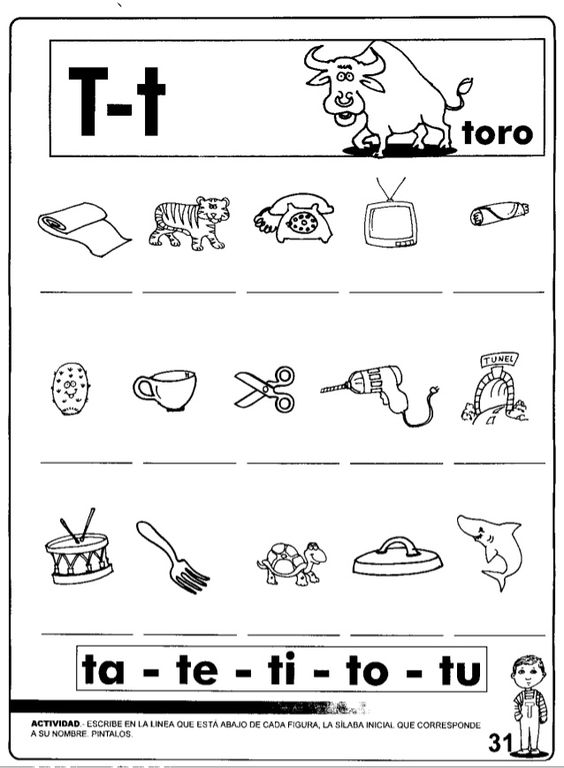 T-t
toro
TUNEL
ta - te - ti - to - tu
ACTIVIDAD.- ESCRIBE EN LA LINEA QUE ESTÁ ABAJO DE CADA FIGURA, LA SÍLABA INICIAL QUE CORRESPONDE
A SU NOMBRE. PINTALOS.
31